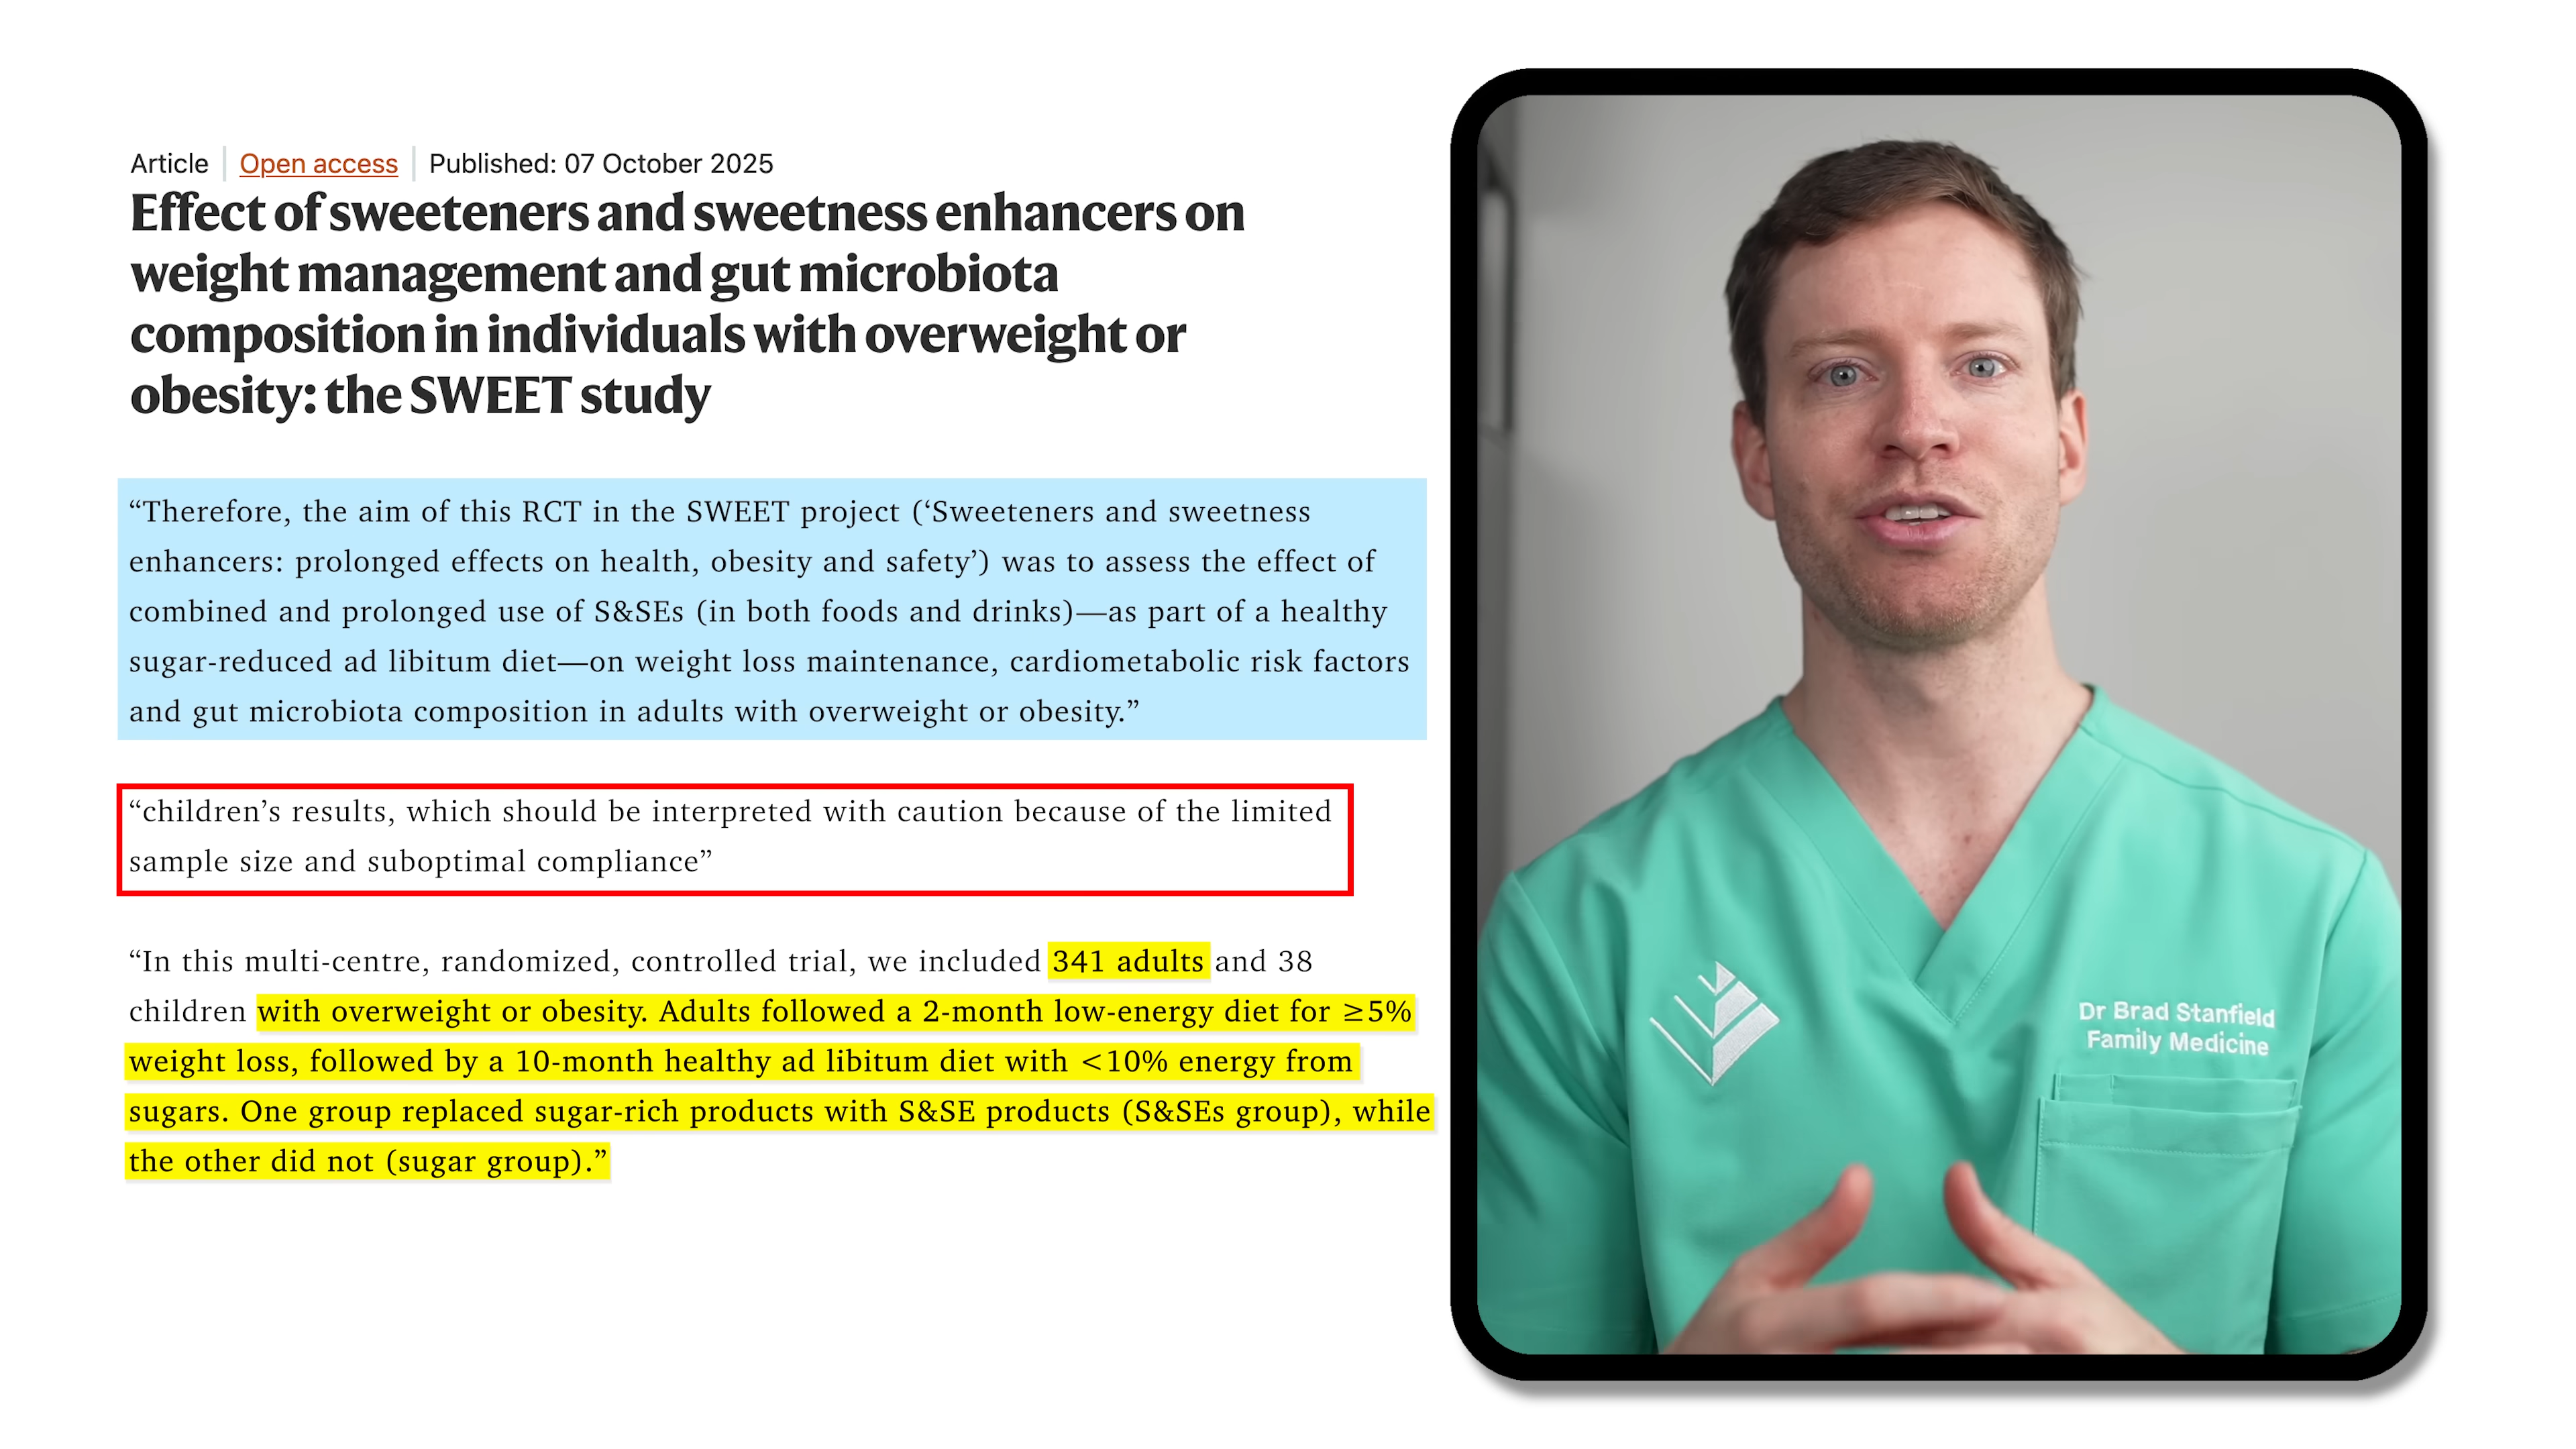 Article | Open access | Published: 07 October 2025
Effect of sweeteners and sweetness enhancers on
weight management and gut microbiota
composition in individuals with overweight or
obesity: the SWEET study
“Therefore, the aim of this RCT in the SWEET project (‘Sweeteners and sweetness
enhancers: prolonged effects on health, obesity and safety’) was to assess the effect of
combined and prolonged use of S&SEs (in both foods and drinks)—as part of a healthy
sugar-reduced ad libitum diet—on weight loss maintenance, cardiometabolic risk factors
and gut microbiota composition in adults with overweight or obesity.”
“children’s results, which should be interpreted with caution because of the limited
sample size and suboptimal compliance”
“In this multi-centre, randomized, controlled trial, we included 341 adults and 38
children with overweight or obesity. Adults followed a 2-month low-energy diet for ≥5%
weight loss, followed by a 10-month healthy ad libitum diet with <10% energy from
sugars. One group replaced sugar-rich products with S&SE products (S&SEs group), while
the other did not (sugar group).”
Dr Brad Stanfield
Family Medicine